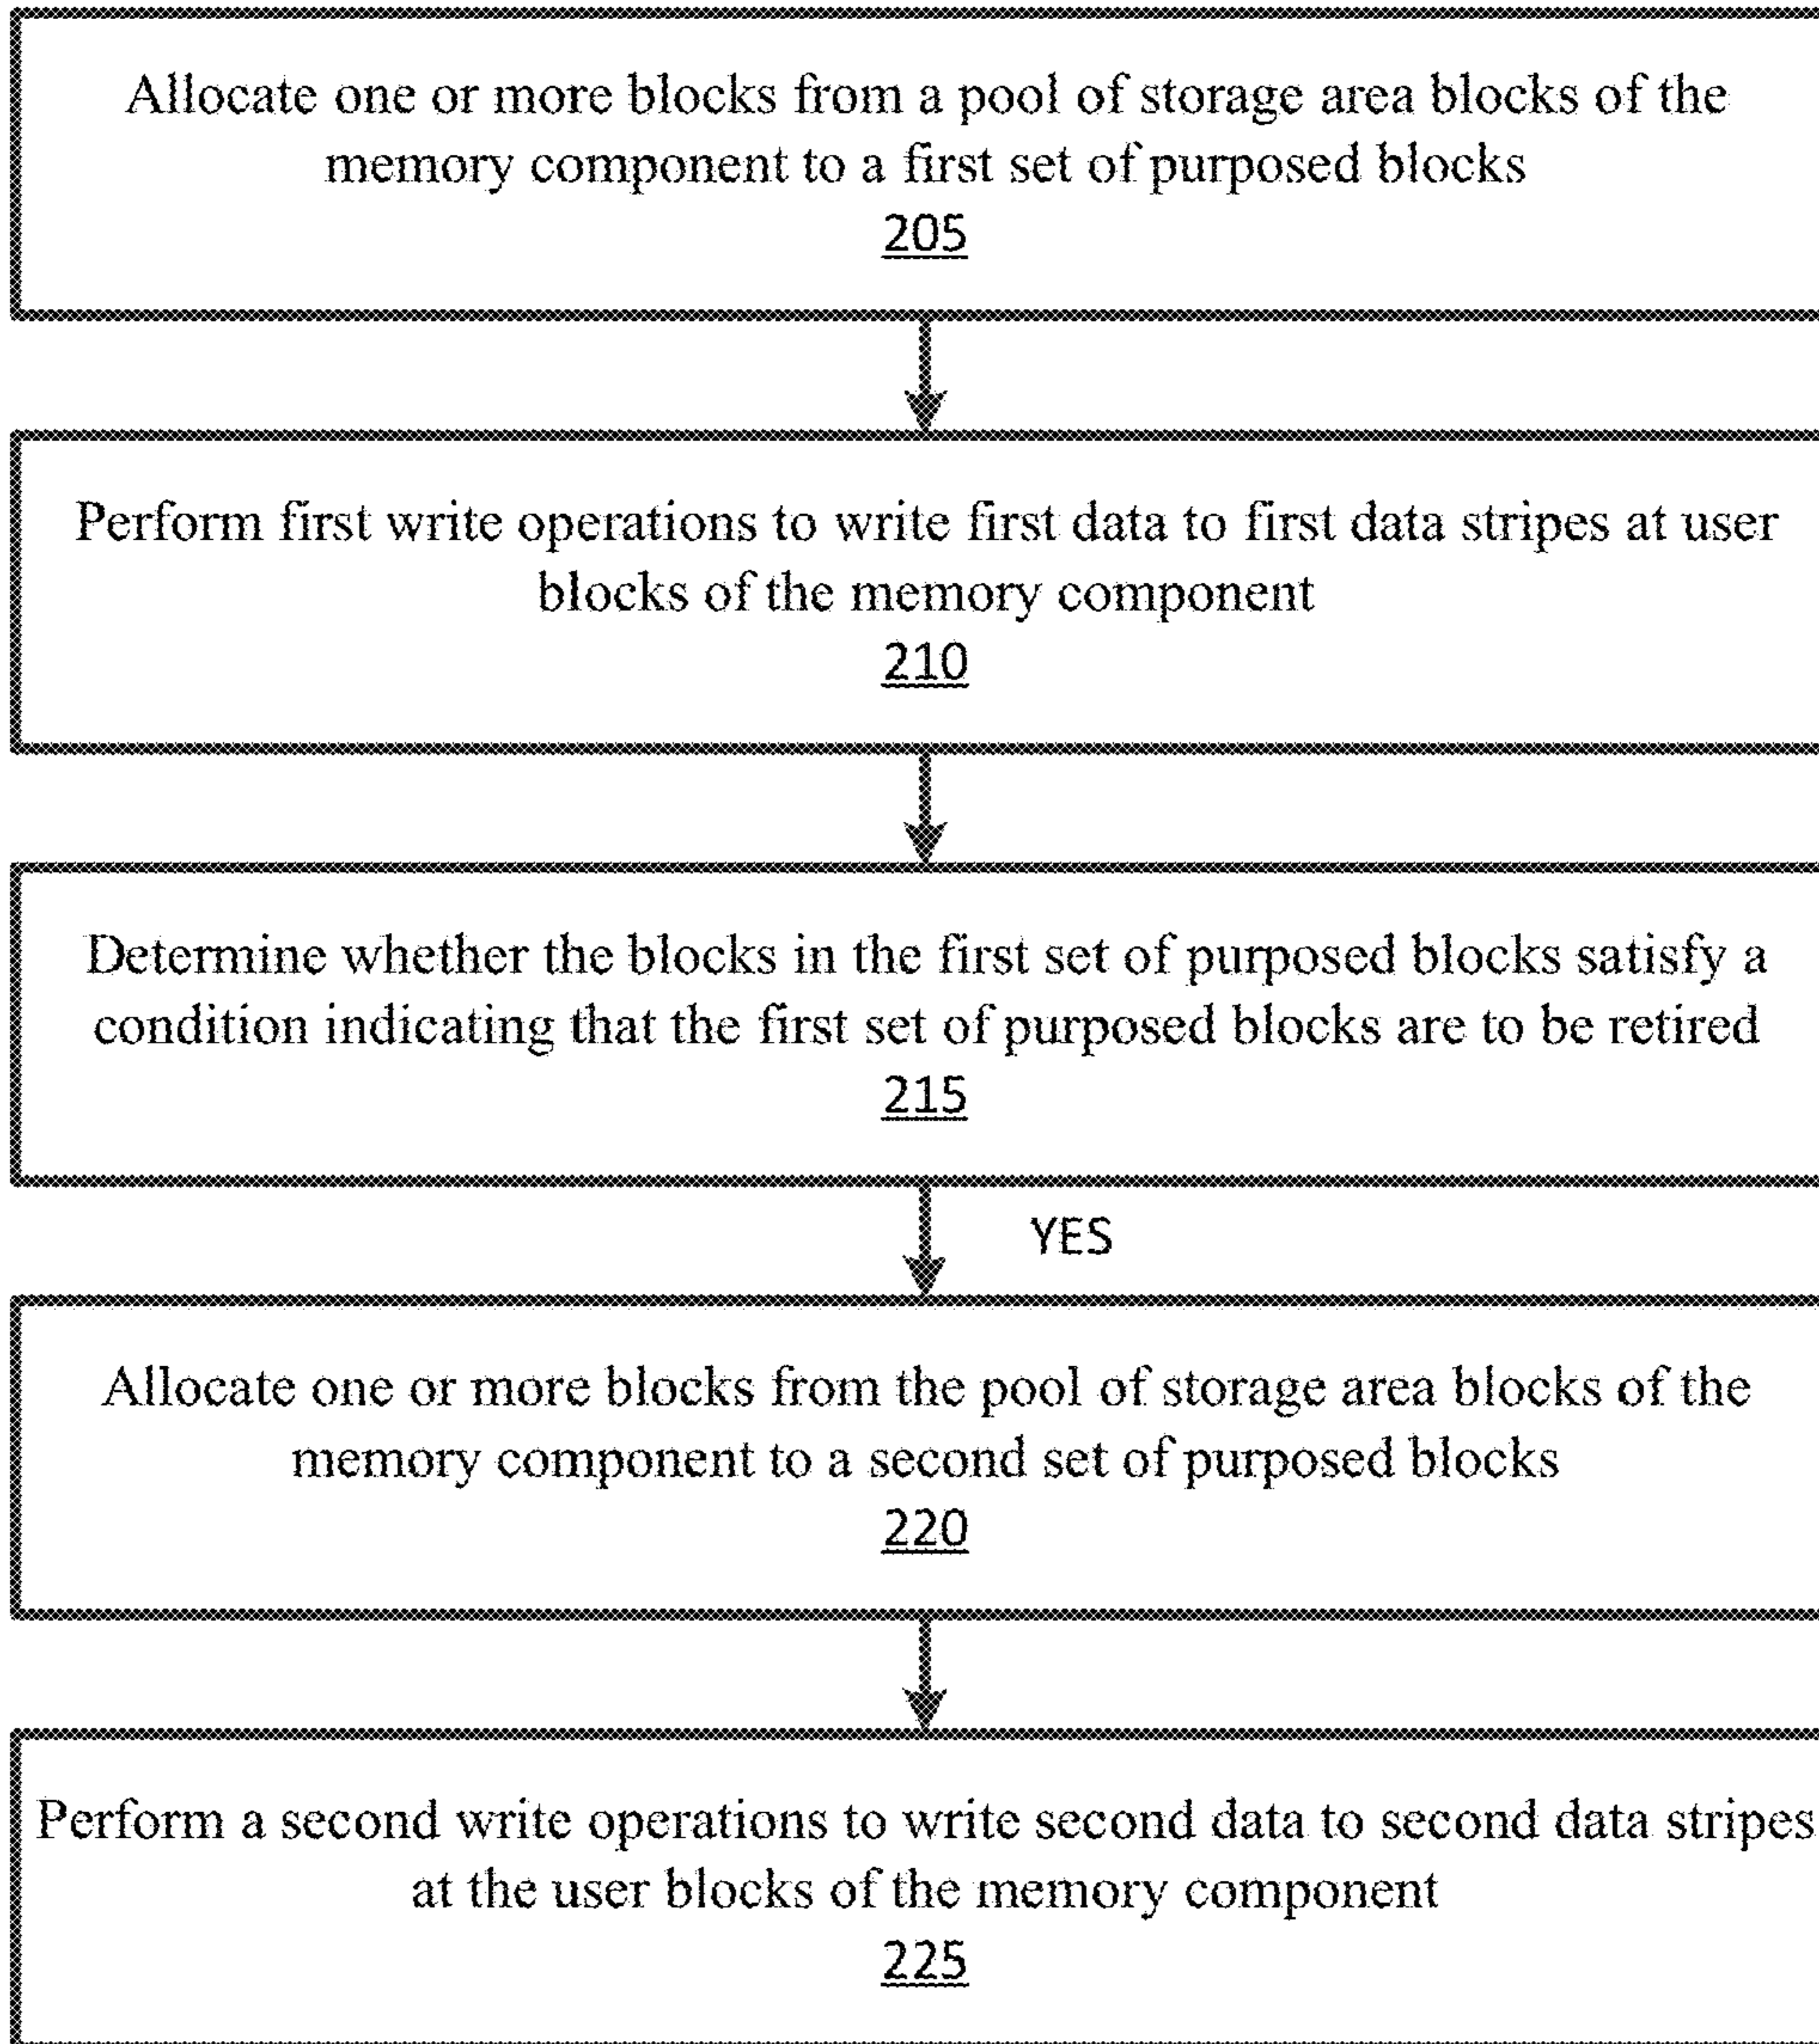 Allocate one or more blocks from a pool of storage area blocks of the
memory component to a first set of purposed blocks
205
Perform first write operations to write first data to first data stripes at user
blocks of the memory component
210
Determine whether the blocks in the first set of purposed blocks satisfy a
condition indicating that the first set of purposed blocks are to be retired
215
YES
Allocate one or more blocks from the pool of storage area blocks of the
memory component to a second set of purposed blocks
220
Perform a second write operations to write second data to second data stripes
at the user blocks of the memory component
225